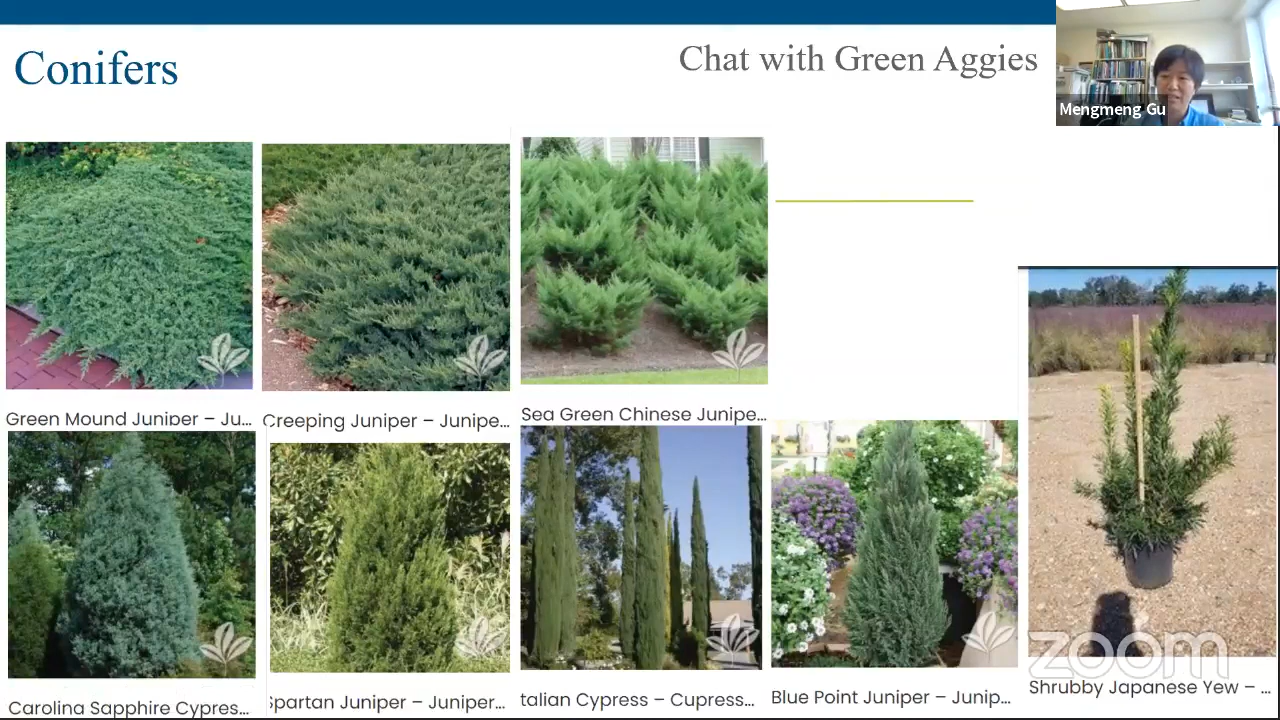 Conifers
Chat with Green Aggies
Mengmeng Gu
Green Mound Juniper – Ju...
Creeping Juniper – Junipe...
Sea Green Chinese Junipe...
Carolina Sapphire Cypres...
Spartan Juniper – Juniper...
talian Cypress – Cupress...
Blue Point Juniper – Junip...
Shrubby Japanese Yew – ...
zoom